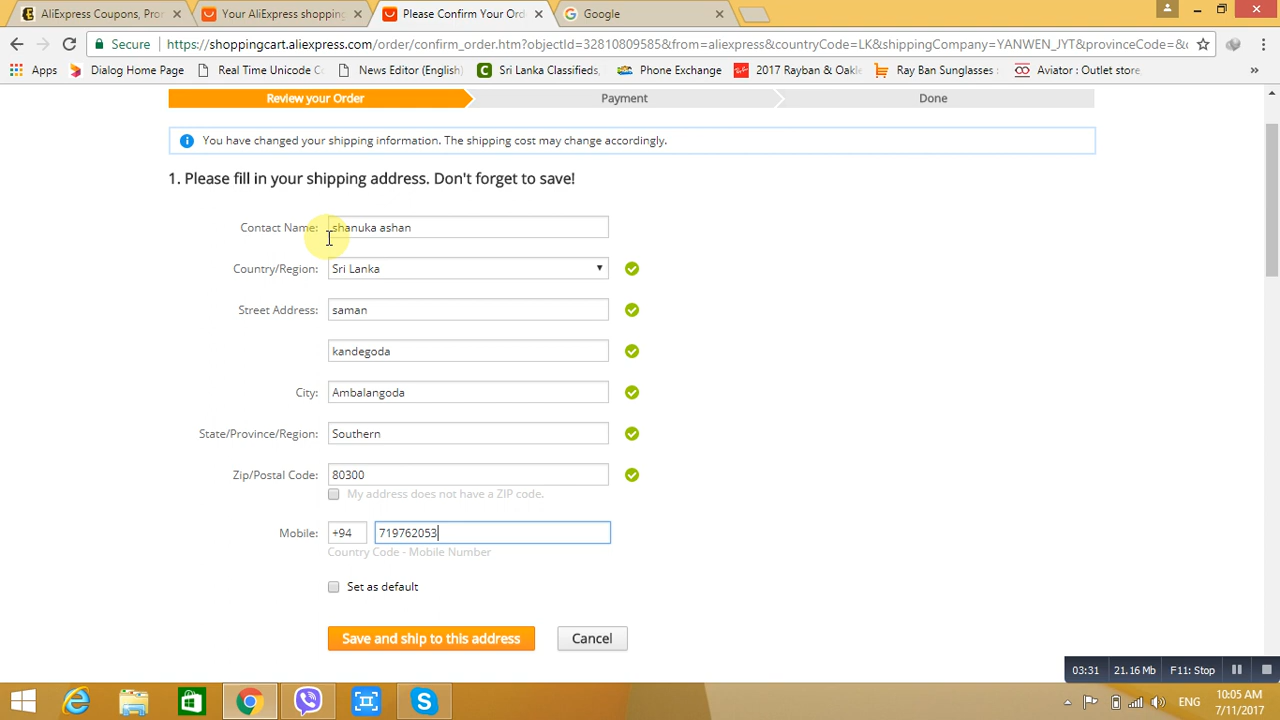 AliExpress Coupons, Pror
Your AliExpress shopping
Please Confirm Your Ord
Google
Secure
https://shoppingcart.aliexpress.com/order/confirm_order.htm?objectId=32810809585&from=aliexpress&countryCode=LK&shippingCompany=YANWEN_JYT&provinceCode=&c
Apps
Dialog Home Page
Real Time Unicode Co
News Editor (English)
Sri Lanka Classifieds,
Phone Exchange
2017 Rayban & Oakle
Ray Ban Sunglasses :
Aviator : Outlet store
»
Review your Order
Payment
Done
You have changed your shipping information. The shipping cost may change accordingly.
1. Please fill in your shipping address. Don't forget to save!
Contact Name: shanuka ashan
Country/Region: Sri Lanka
Street Address: saman
kandegoda
City: Ambalangoda
State/Province/Region: Southern
Zip/Postal Code: 80300
My address does not have a ZIP code.
Mobile: +94 719762053
Country Code - Mobile Number
Set as default
Save and ship to this address
Cancel
03:31
21.16 Mb
F11: Stop
ENG
10:05 AM
7/11/2017